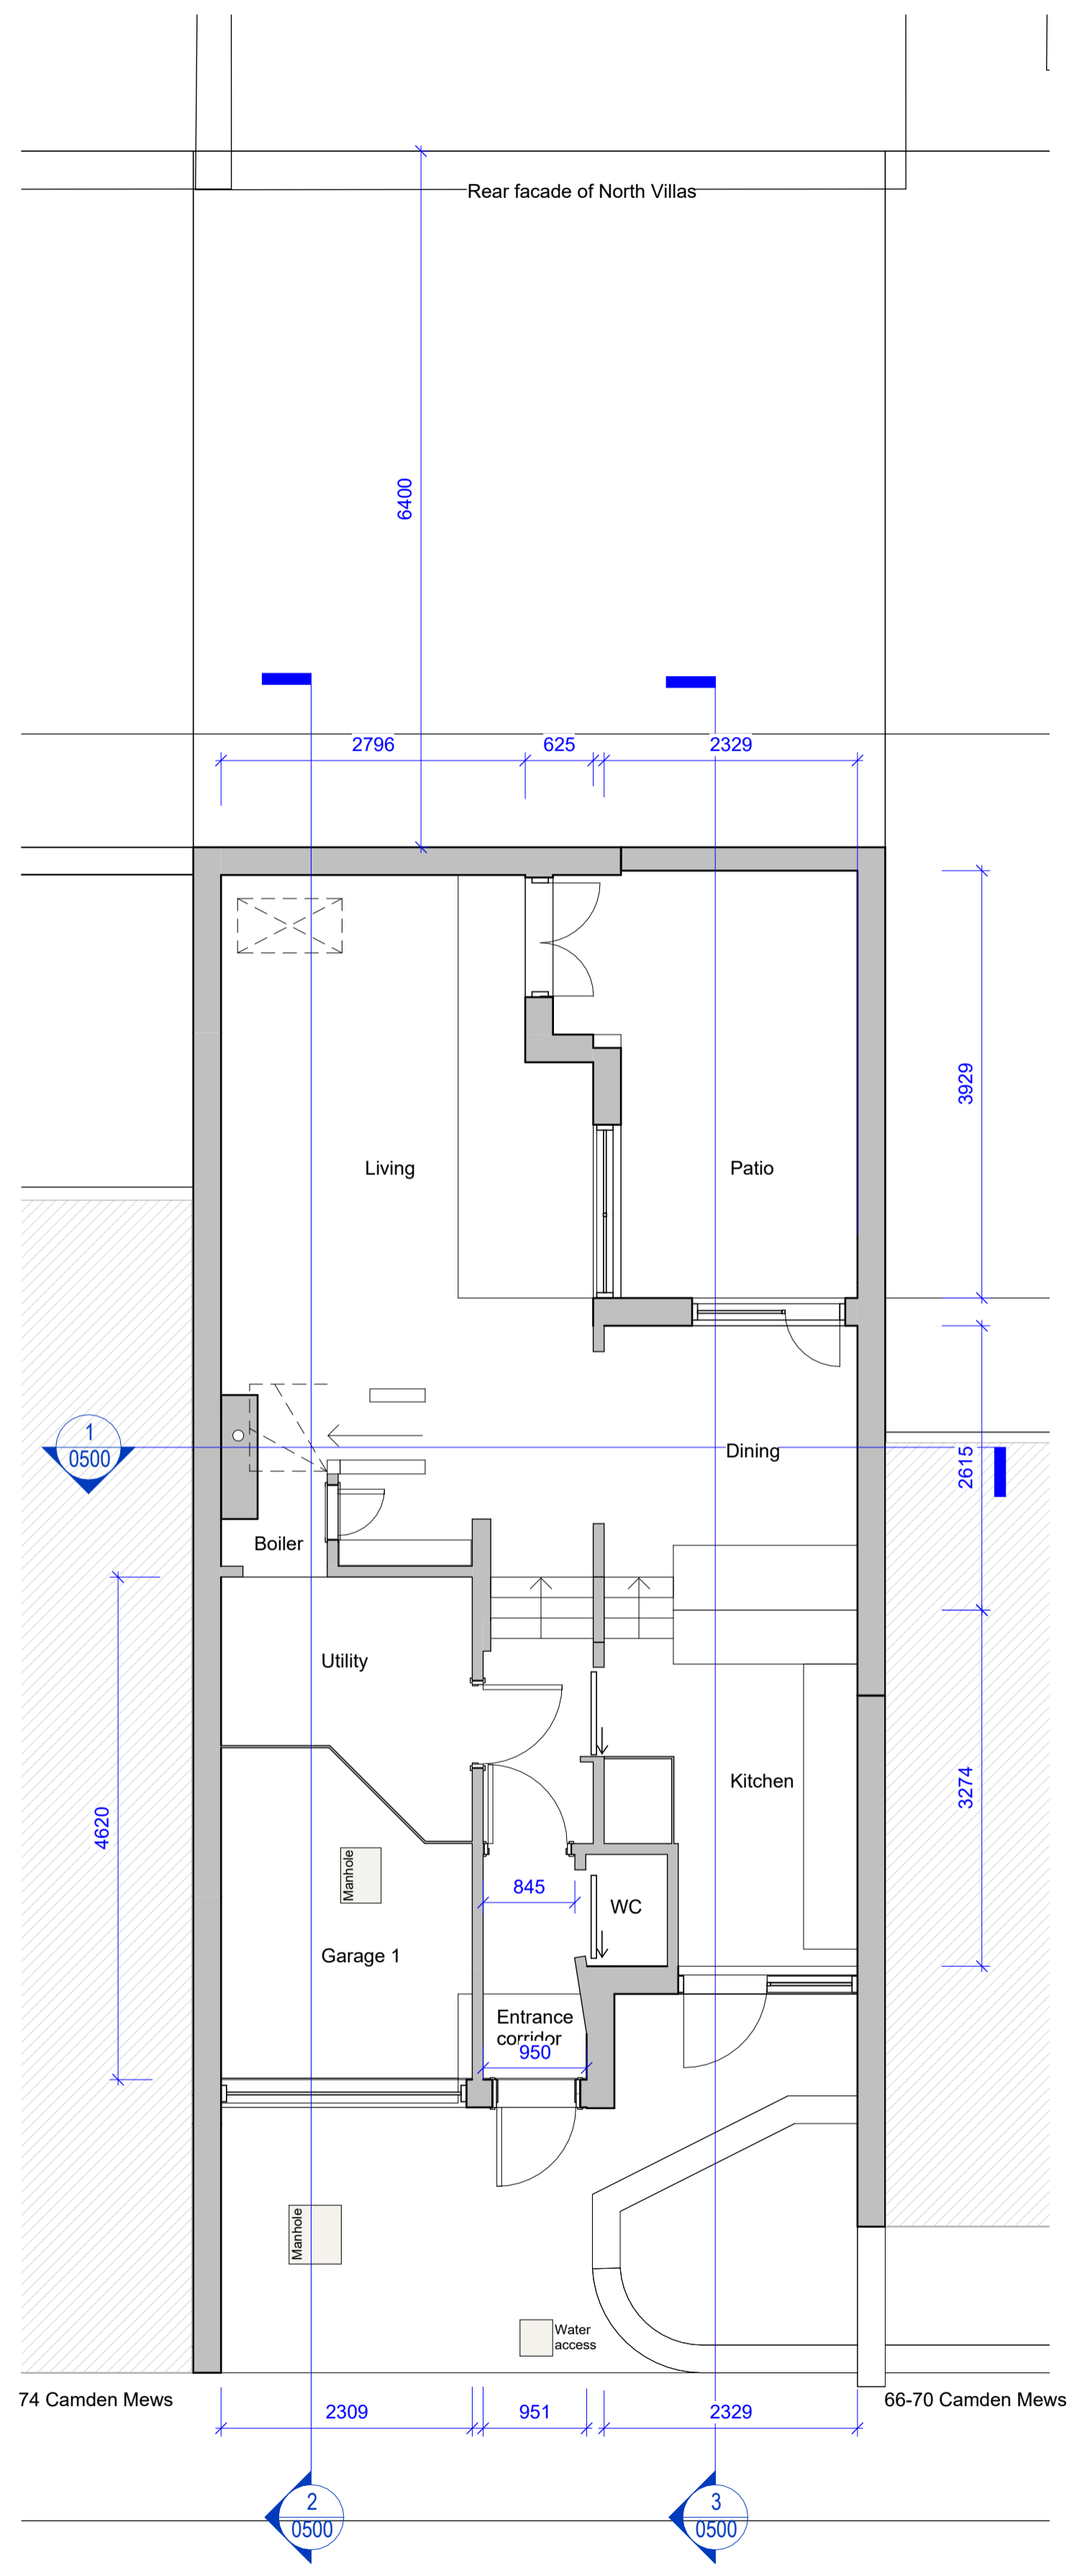 Rear facade of North Villas
6400
2796
625
2329
3929
Living
Patio
1
0500
Dining
2615
Boiler
Utility
Kitchen
3274
4620
Manhole
845
WC
Garage 1
Entrance
corridor
950
Manhole
Water
access
74 Camden Mews
66-70 Camden Mews
2309
951
2329
2
0500
3
0500